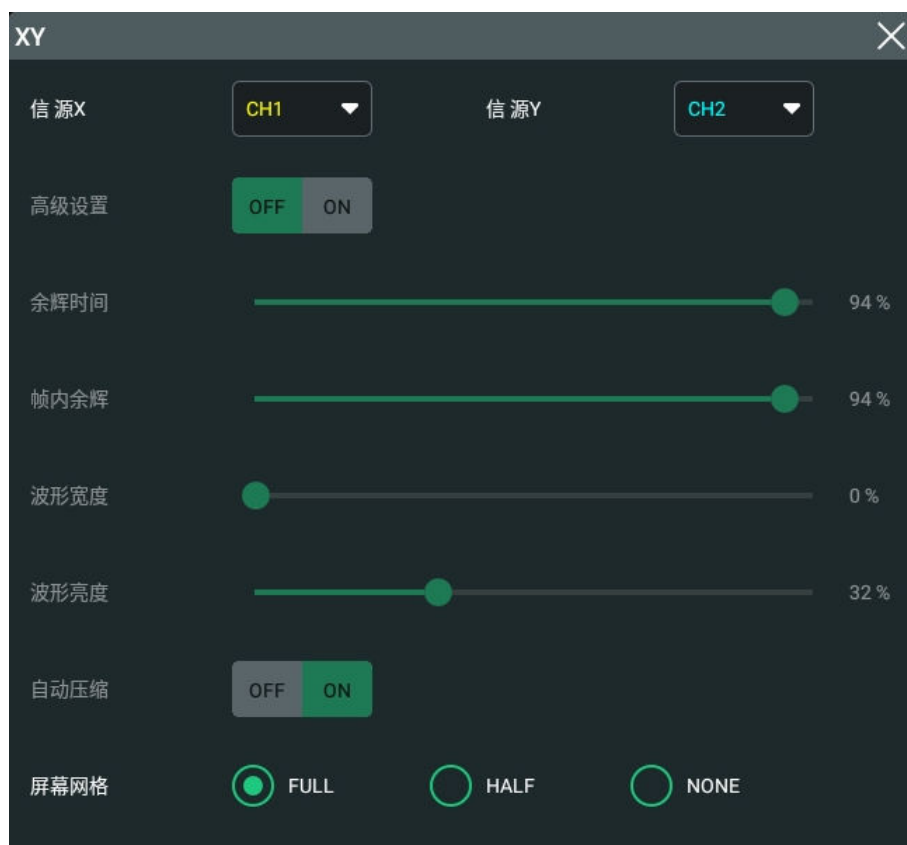 XY
信源X CH1 信源Y CH2
高级设置 OFF ON
余辉时间 94%
帧内余辉 94%
波形宽度 0%
波形亮度 32%
自动压缩 OFF ON
屏幕网格 FULL HALF NONE